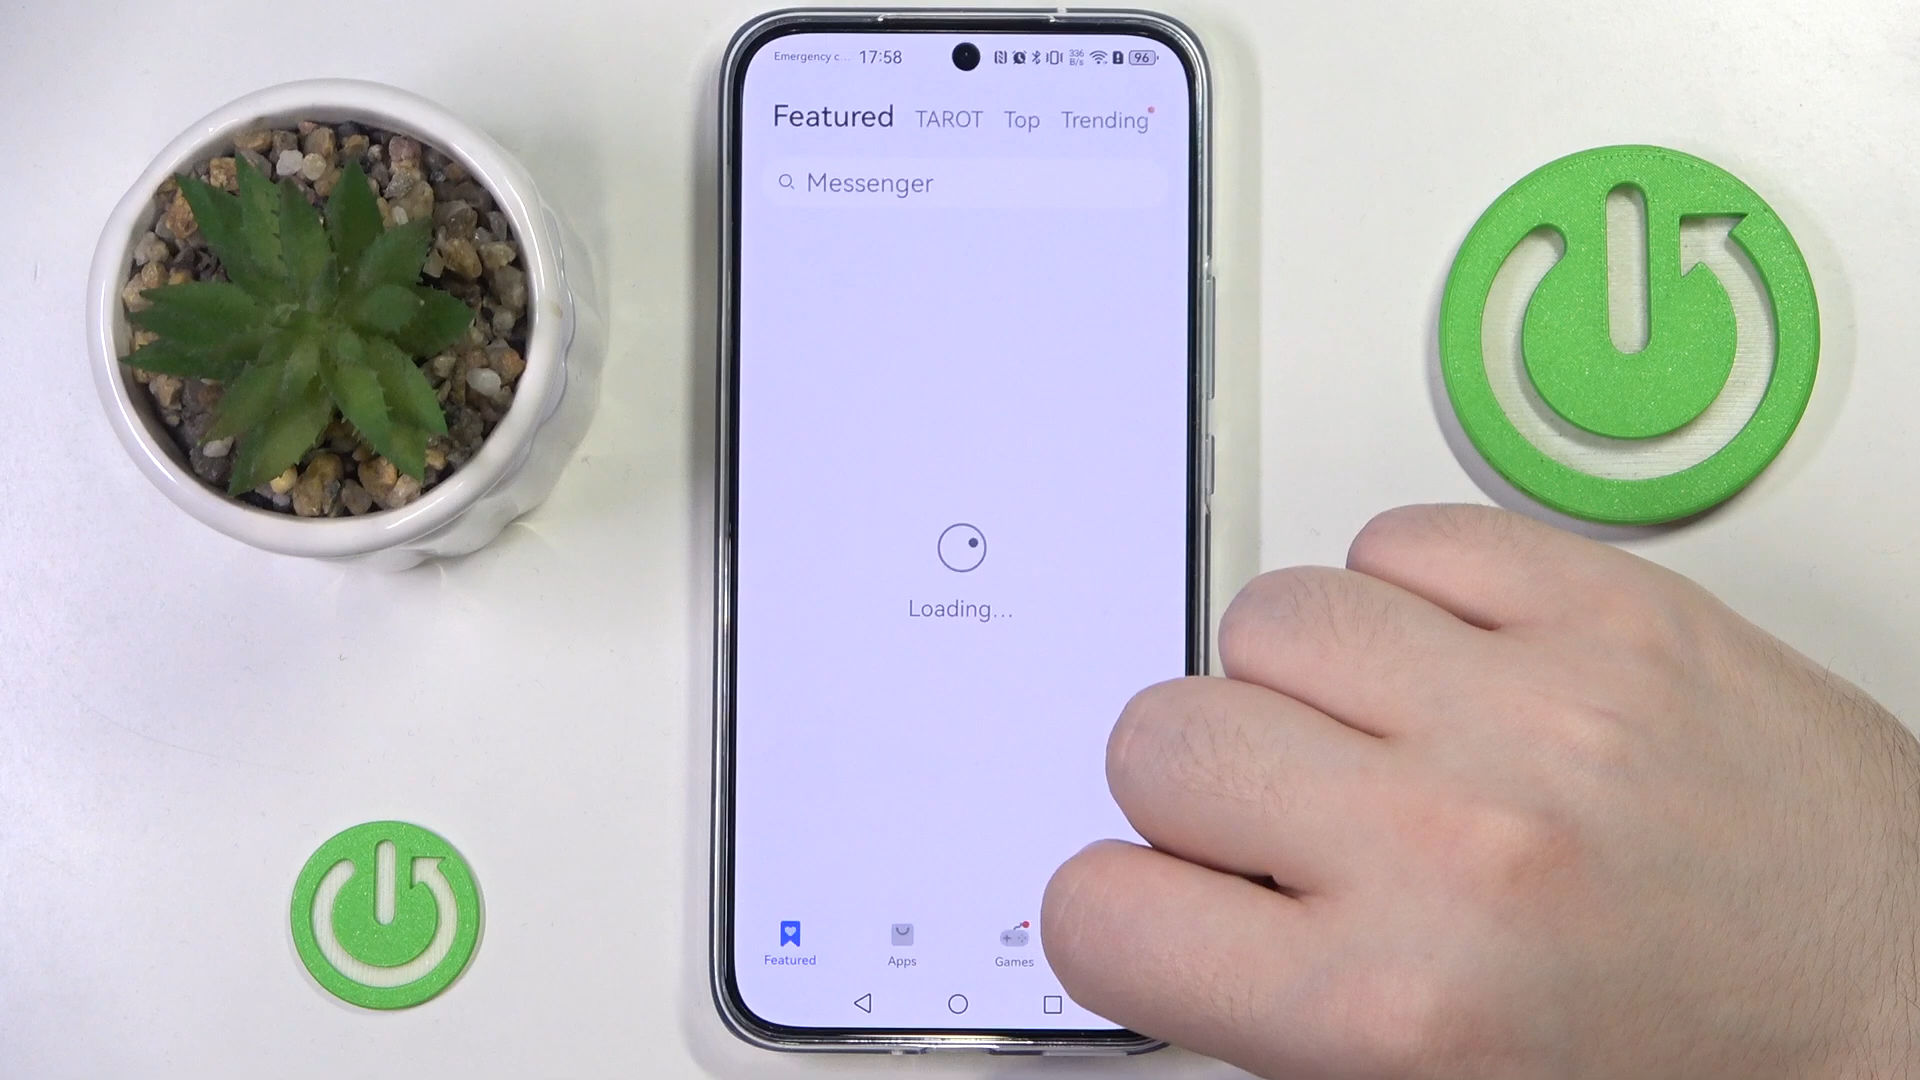 Emergency c... 17:58 336 B/s 96
Featured TAROT Top Trending
Messenger
Loading...
Featured Apps Games